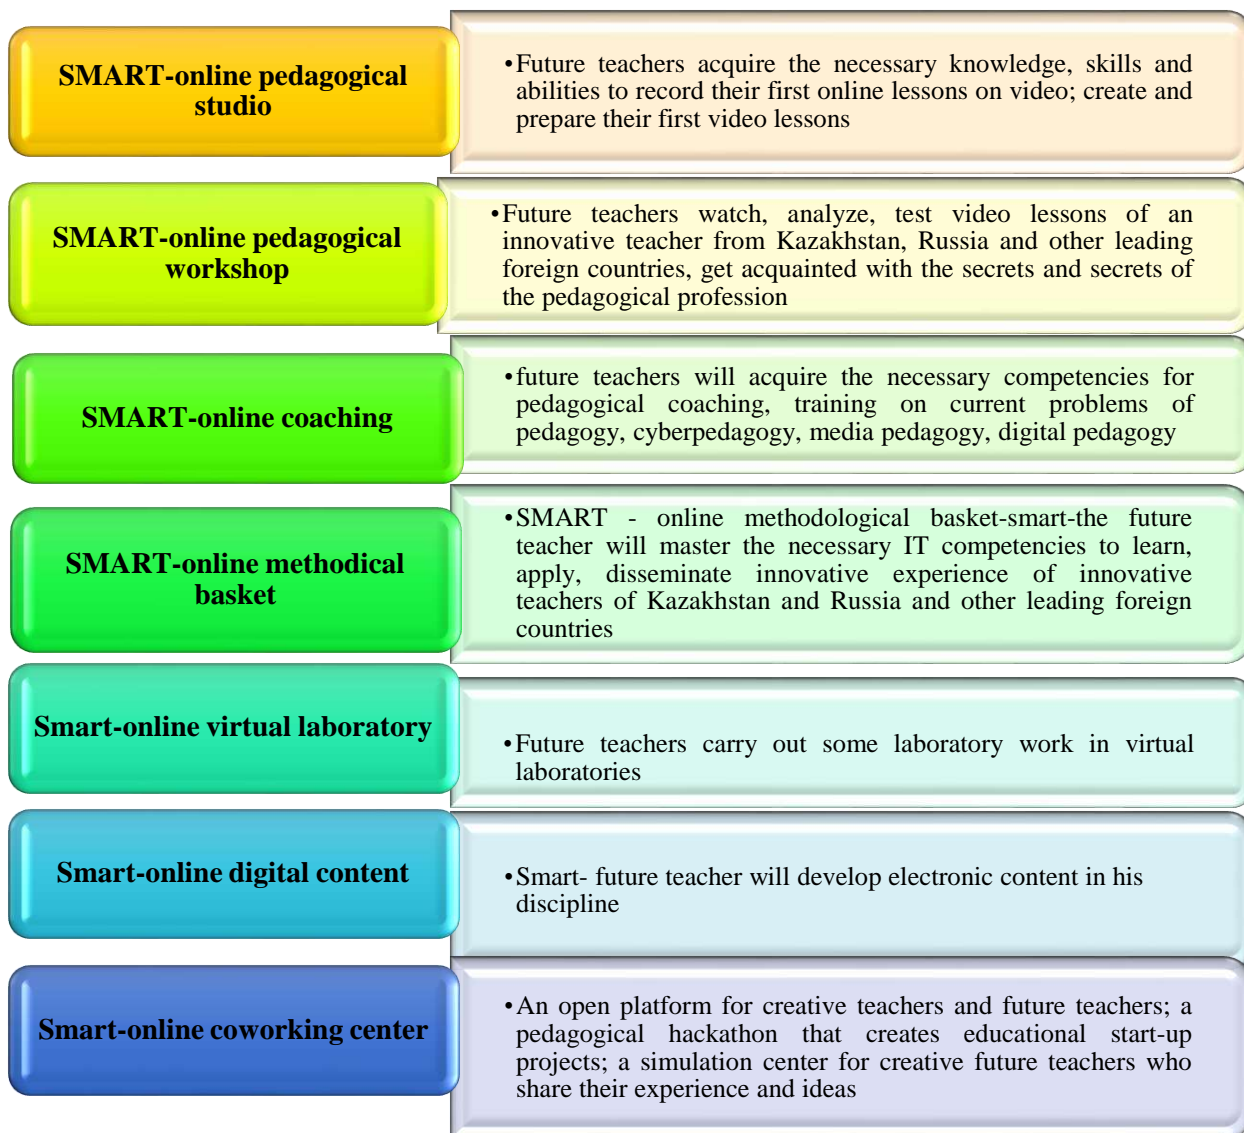 SMART-online pedagogical
studio
•Future teachers acquire the necessary knowledge, skills and
abilities to record their first online lessons on video; create and
prepare their first video lessons
SMART-online pedagogical
workshop
•Future teachers watch, analyze, test video lessons of an
innovative teacher from Kazakhstan, Russia and other leading
foreign countries, get acquainted with the secrets and secrets of
the pedagogical profession
SMART-online coaching
•future teachers will acquire the necessary competencies for
pedagogical coaching, training on current problems of
pedagogy, cyberpedagogy, media pedagogy, digital pedagogy
SMART-online methodical
basket
•SMART - online methodological basket-smart-the future
teacher will master the necessary IT competencies to learn,
apply, disseminate innovative experience of innovative
teachers of Kazakhstan and Russia and other leading foreign
countries
Smart-online virtual laboratory
•Future teachers carry out some laboratory work in virtual
laboratories
Smart-online digital content
•Smart- future teacher will develop electronic content in his
discipline
Smart-online coworking center
•An open platform for creative teachers and future teachers; a
pedagogical hackathon that creates educational start-up
projects; a simulation center for creative future teachers who
share their experience and ideas